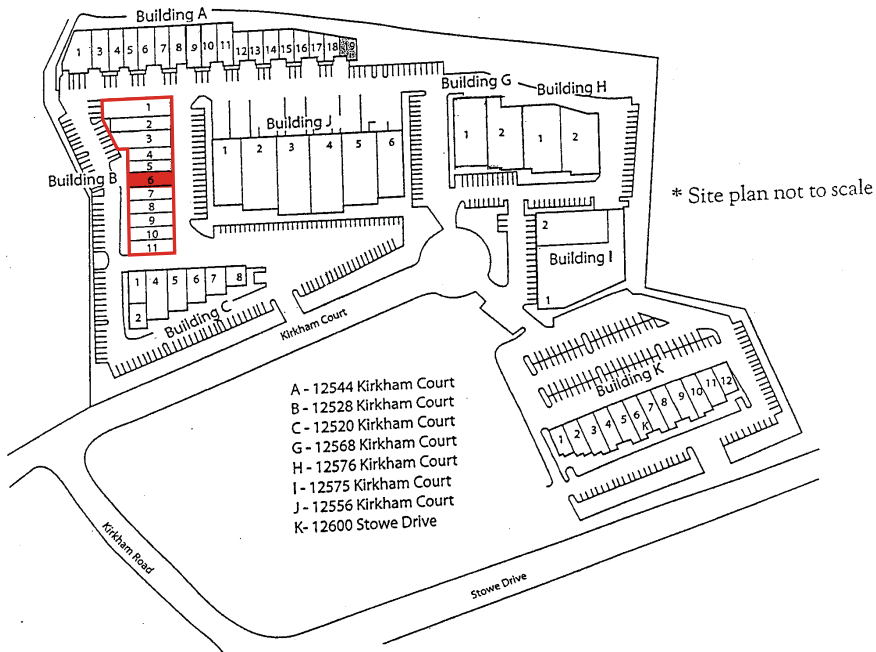 Building A
1 3 4 5 6 7 8 9 10 11 12 13 14 15 16 17 18 19
Building G
Building H
1 2 1 2
Building B
1
2
3
4
5
6
7
8
9
10
11
Building J
1 2 3 4 5 6
* Site plan not to scale
2
Building I
1
1 4 5 6 7 8
2
Building C
Kirkham Court
Building K
1 2 3 4 5 6 7 8 9 10 11 12
K
A - 12544 Kirkham Court
B - 12528 Kirkham Court
C - 12520 Kirkham Court
G - 12568 Kirkham Court
H - 12576 Kirkham Court
I - 12575 Kirkham Court
J - 12556 Kirkham Court
K- 12600 Stowe Drive
Kirkham Road
Stowe Drive